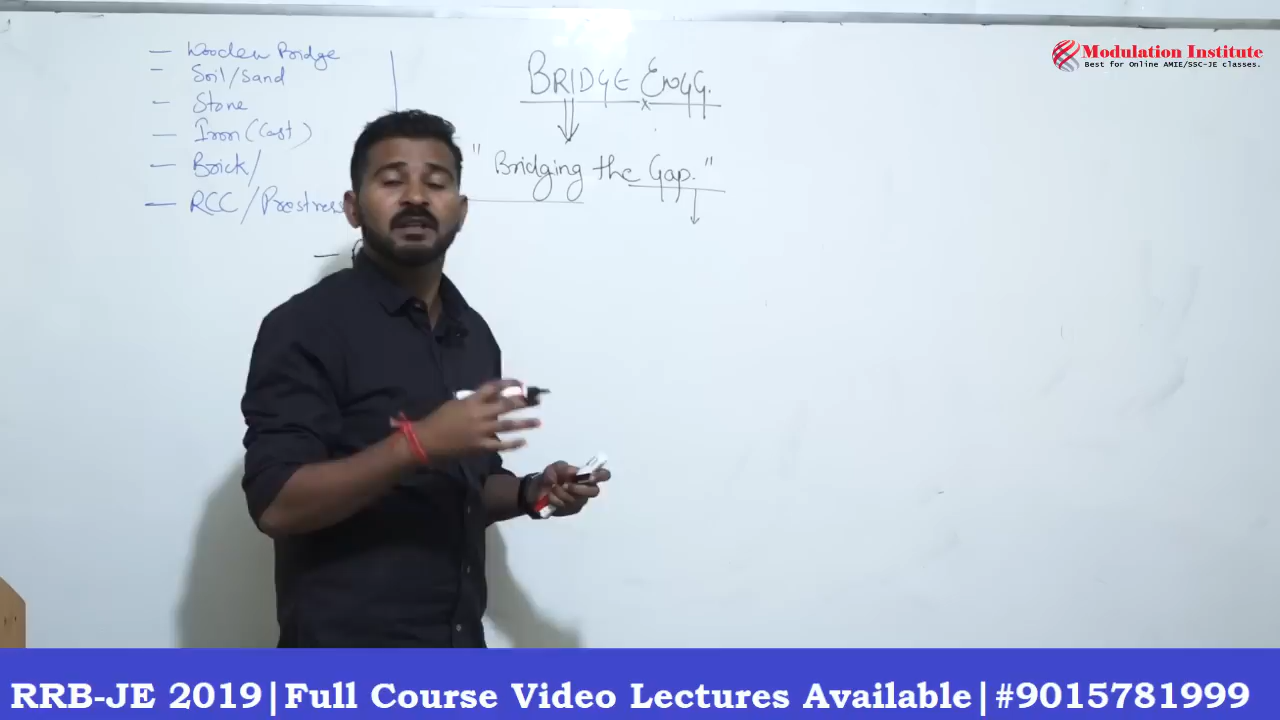 — Wooden Bridge
— Soil/Sand
— Stone
— Iron (Cast)
— Brick/
— RCC/Prestress
BRIDGE ENGG.
"Bridging the Gap."
Modulation Institute
Best for Online AMIE/SSC-JE classes.
RRB-JE 2019|Full Course Video Lectures Available|#9015781999